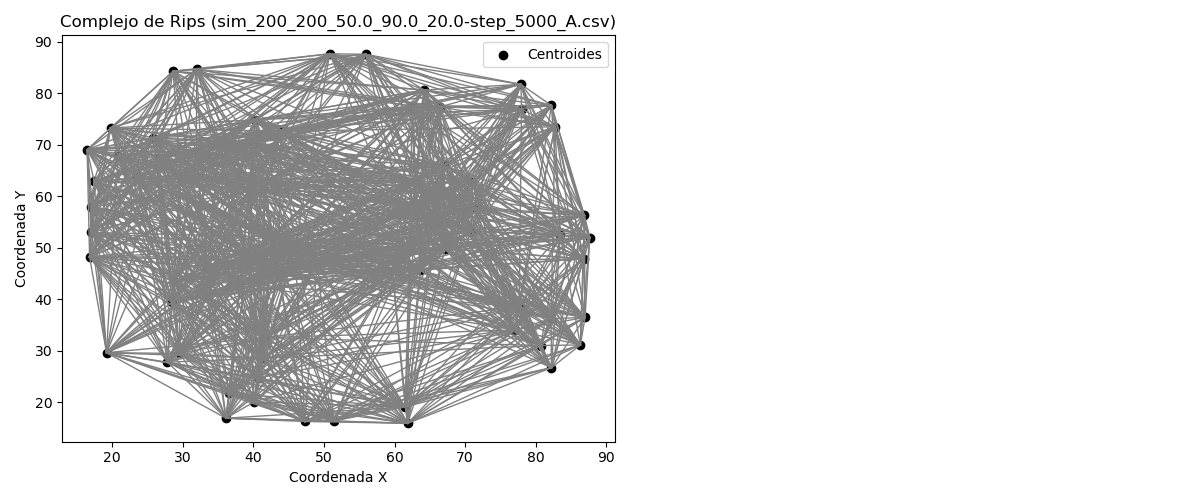 Complejo de Rips (sim_200_200_50.0_90.0_20.0-step_5000_A.csv)
Centroides
Coordenada Y
90
80
70
60
50
40
30
20
20 30 40 50 60 70 80 90
Coordenada X